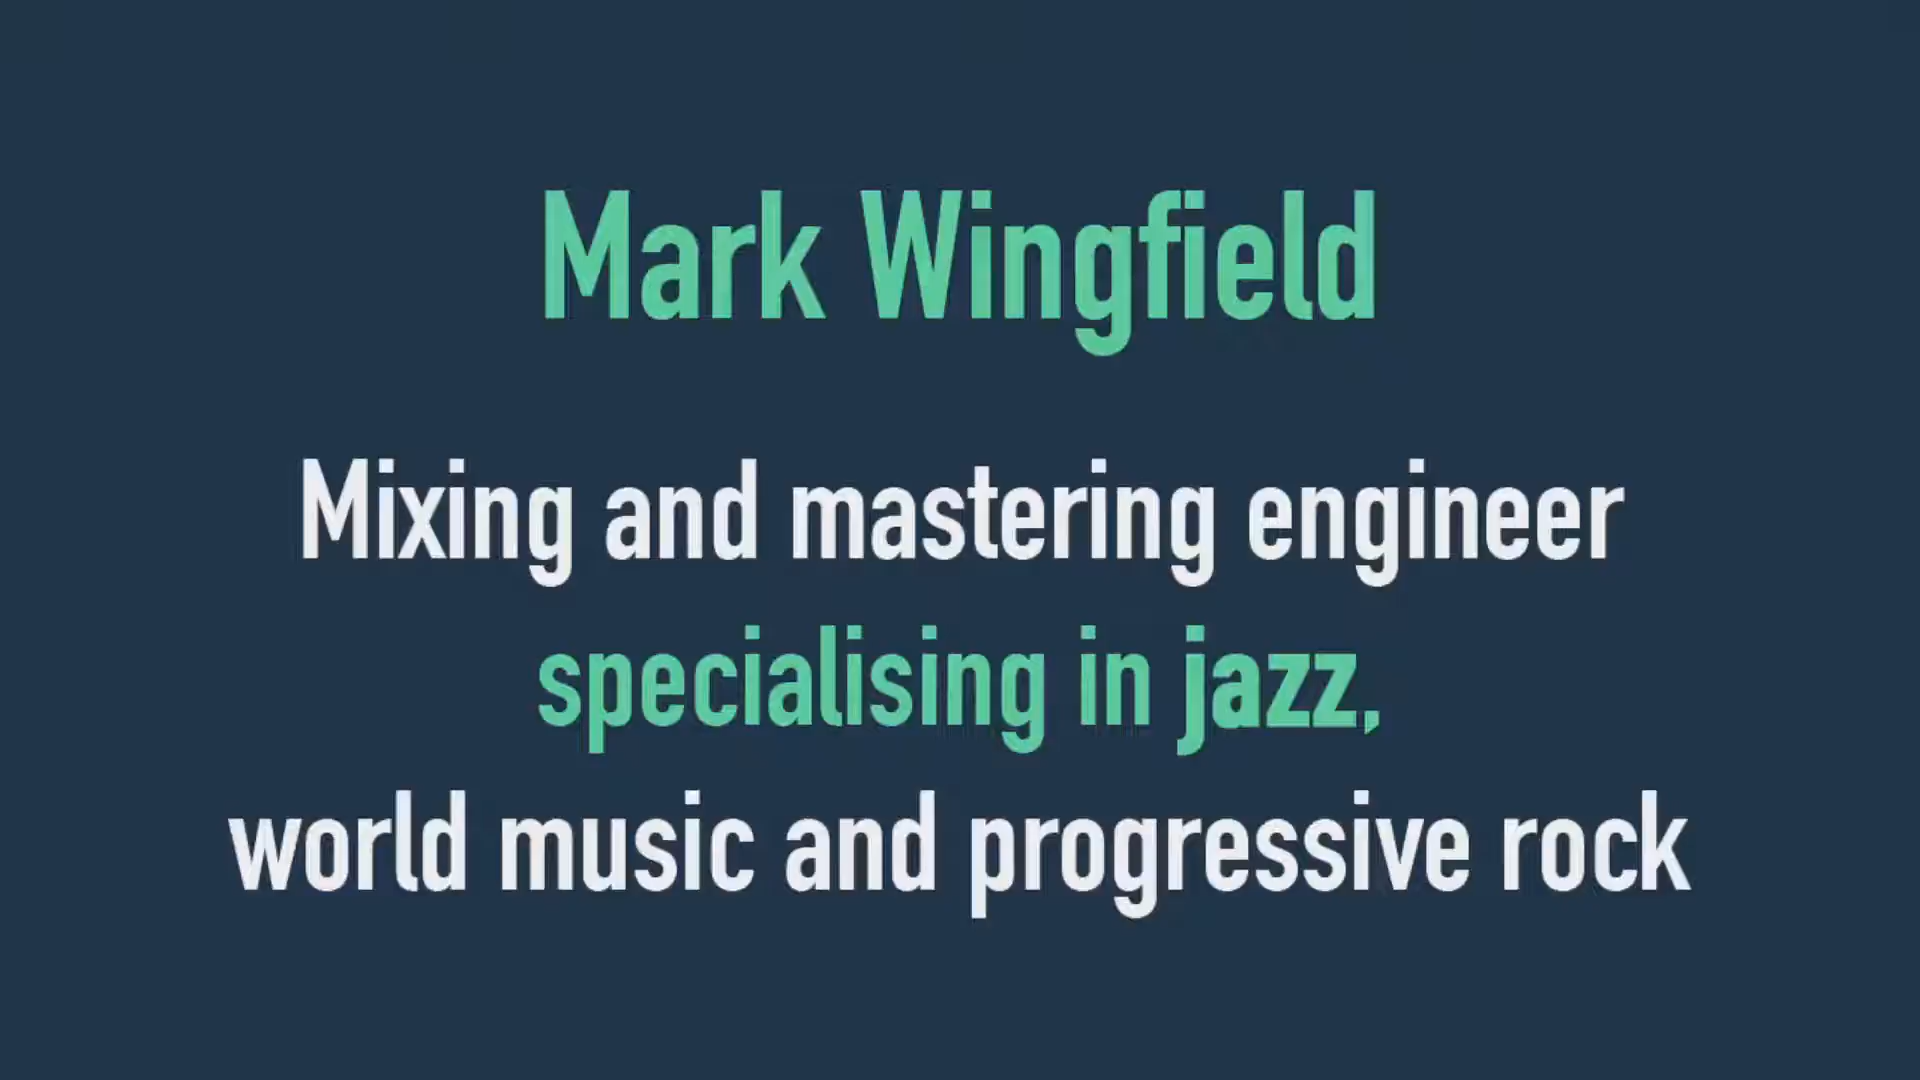 Mark Wingfield
Mixing and mastering engineer
specialising in jazz,
world music and progressive rock